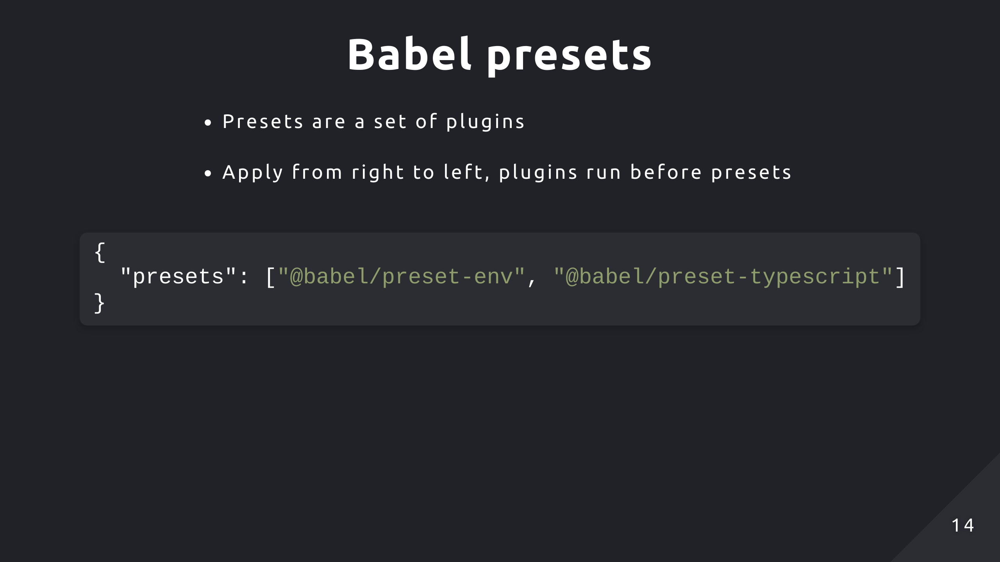 Babel presets
• Presets are a set of plugins
• Apply from right to left, plugins run before presets
{
  "presets": ["@babel/preset-env", "@babel/preset-typescript"]
}
14